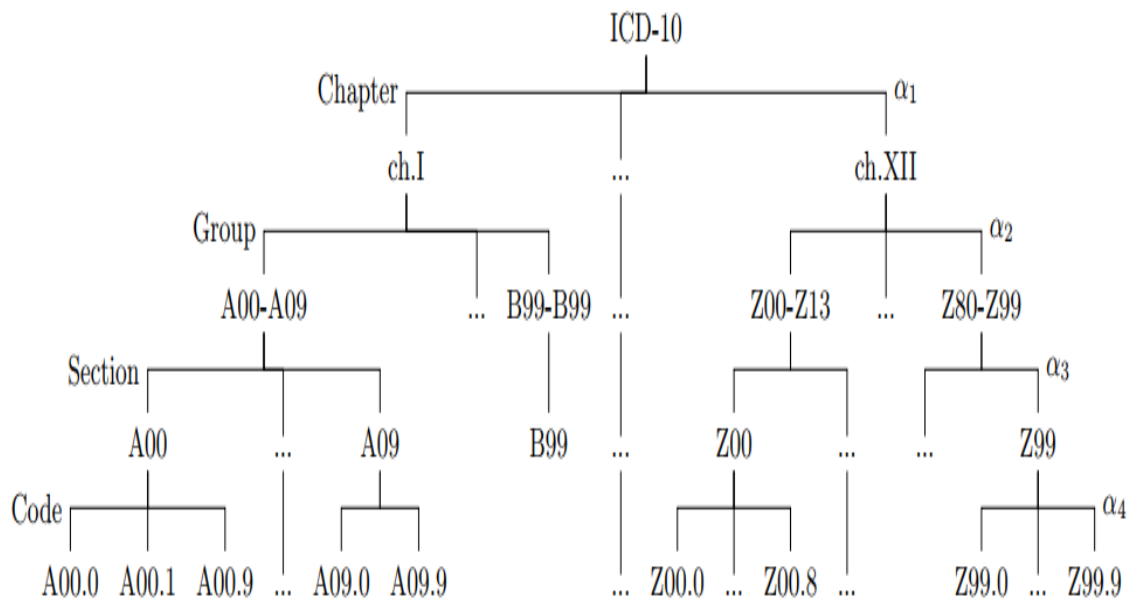 ICD-10
Chapter α1
ch.I ... ch.XII
Group α2
A00-A09 ... B99-B99 ... Z00-Z13 ... Z80-Z99
Section α3
A00 ... A09 B99 ... Z00 ... ... Z99
Code α4
A00.0 A00.1 A00.9 ... A09.0 A09.9 ... Z00.0 ... Z00.8 ... Z99.0 ... Z99.9